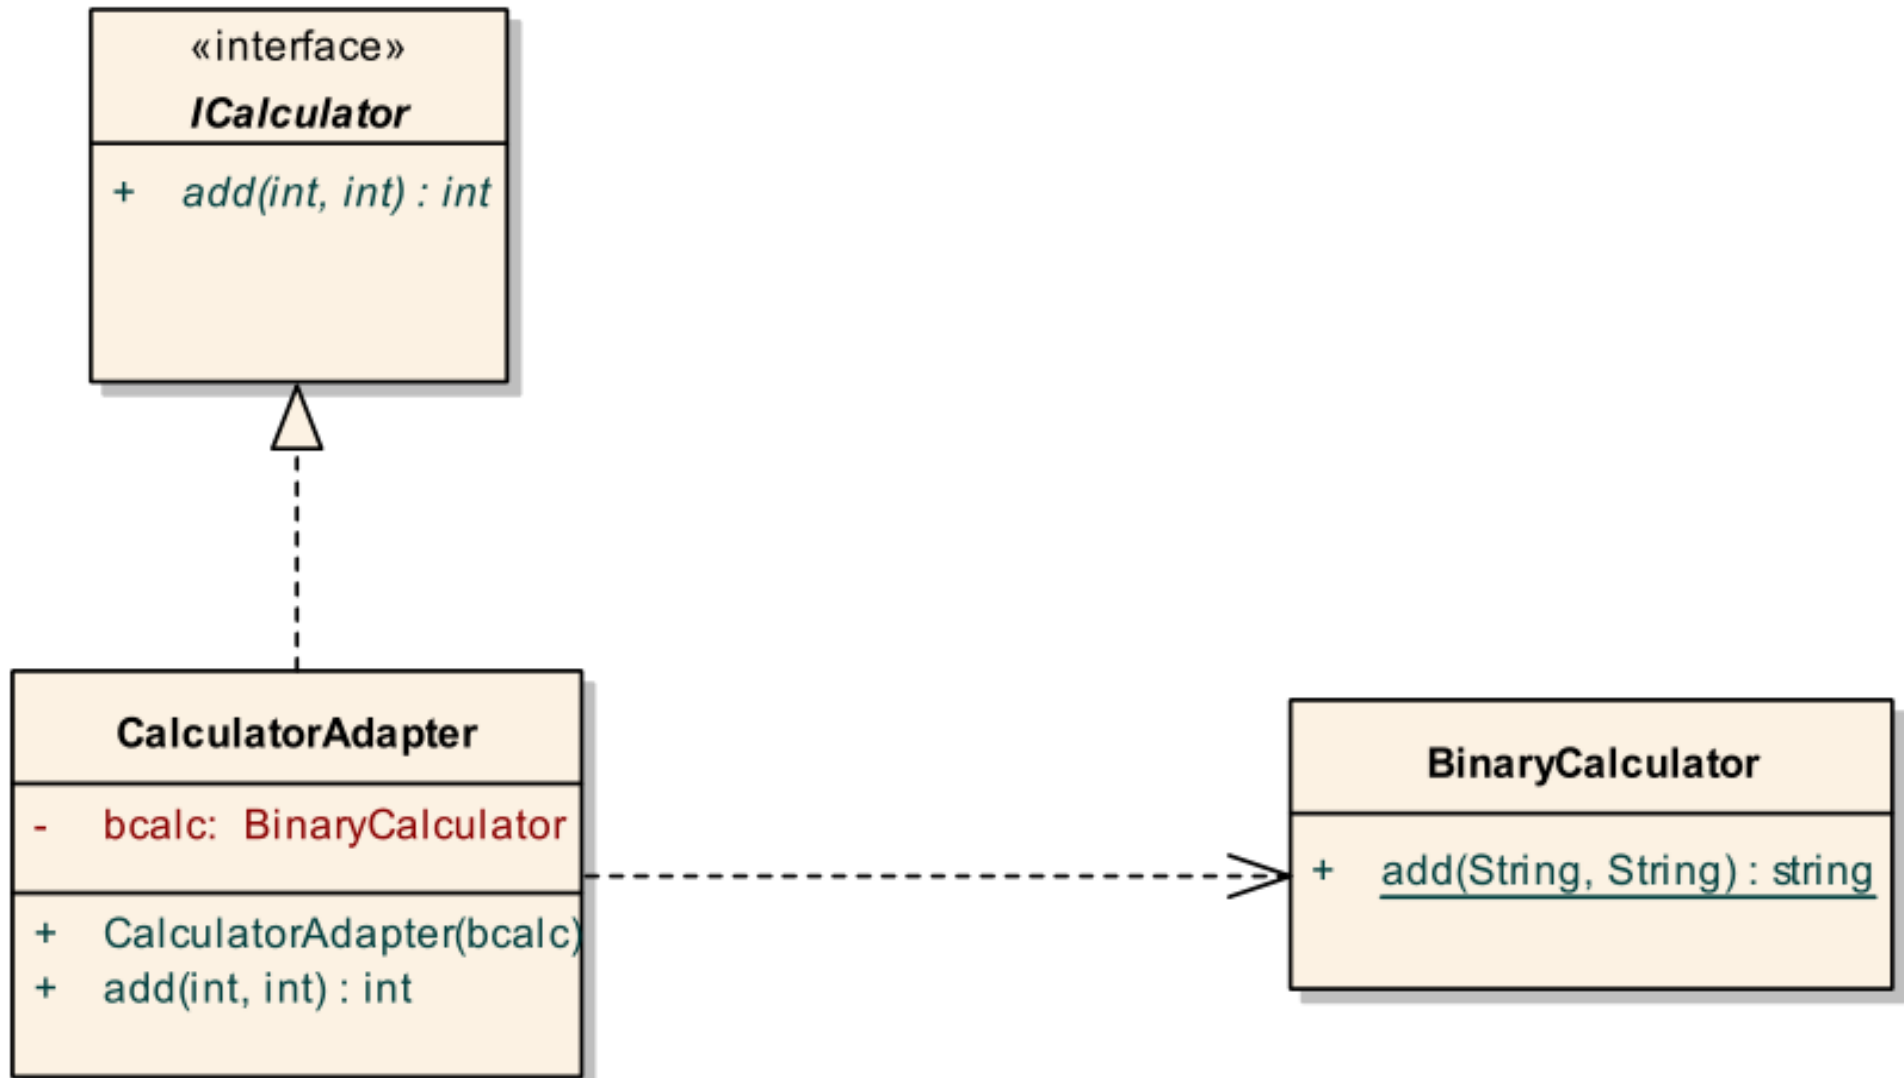 «interface»
ICalculator
+ add(int, int) : int
CalculatorAdapter
- bcalc: BinaryCalculator
+ CalculatorAdapter(bcalc)
+ add(int, int) : int
BinaryCalculator
+ add(String, String) : string